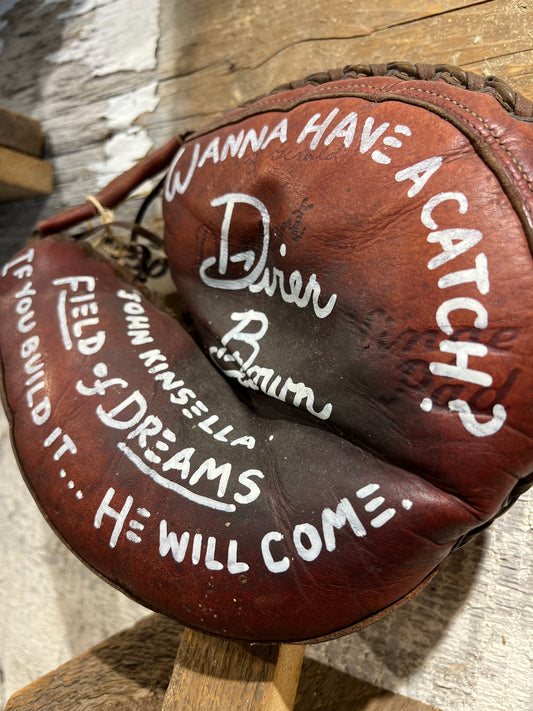 WANNA HAVE A CATCH?
Dwier
Brown
JOHN KINSELLA
FIELD of DREAMS
IF YOU BUILD IT...
HE WILL COME.